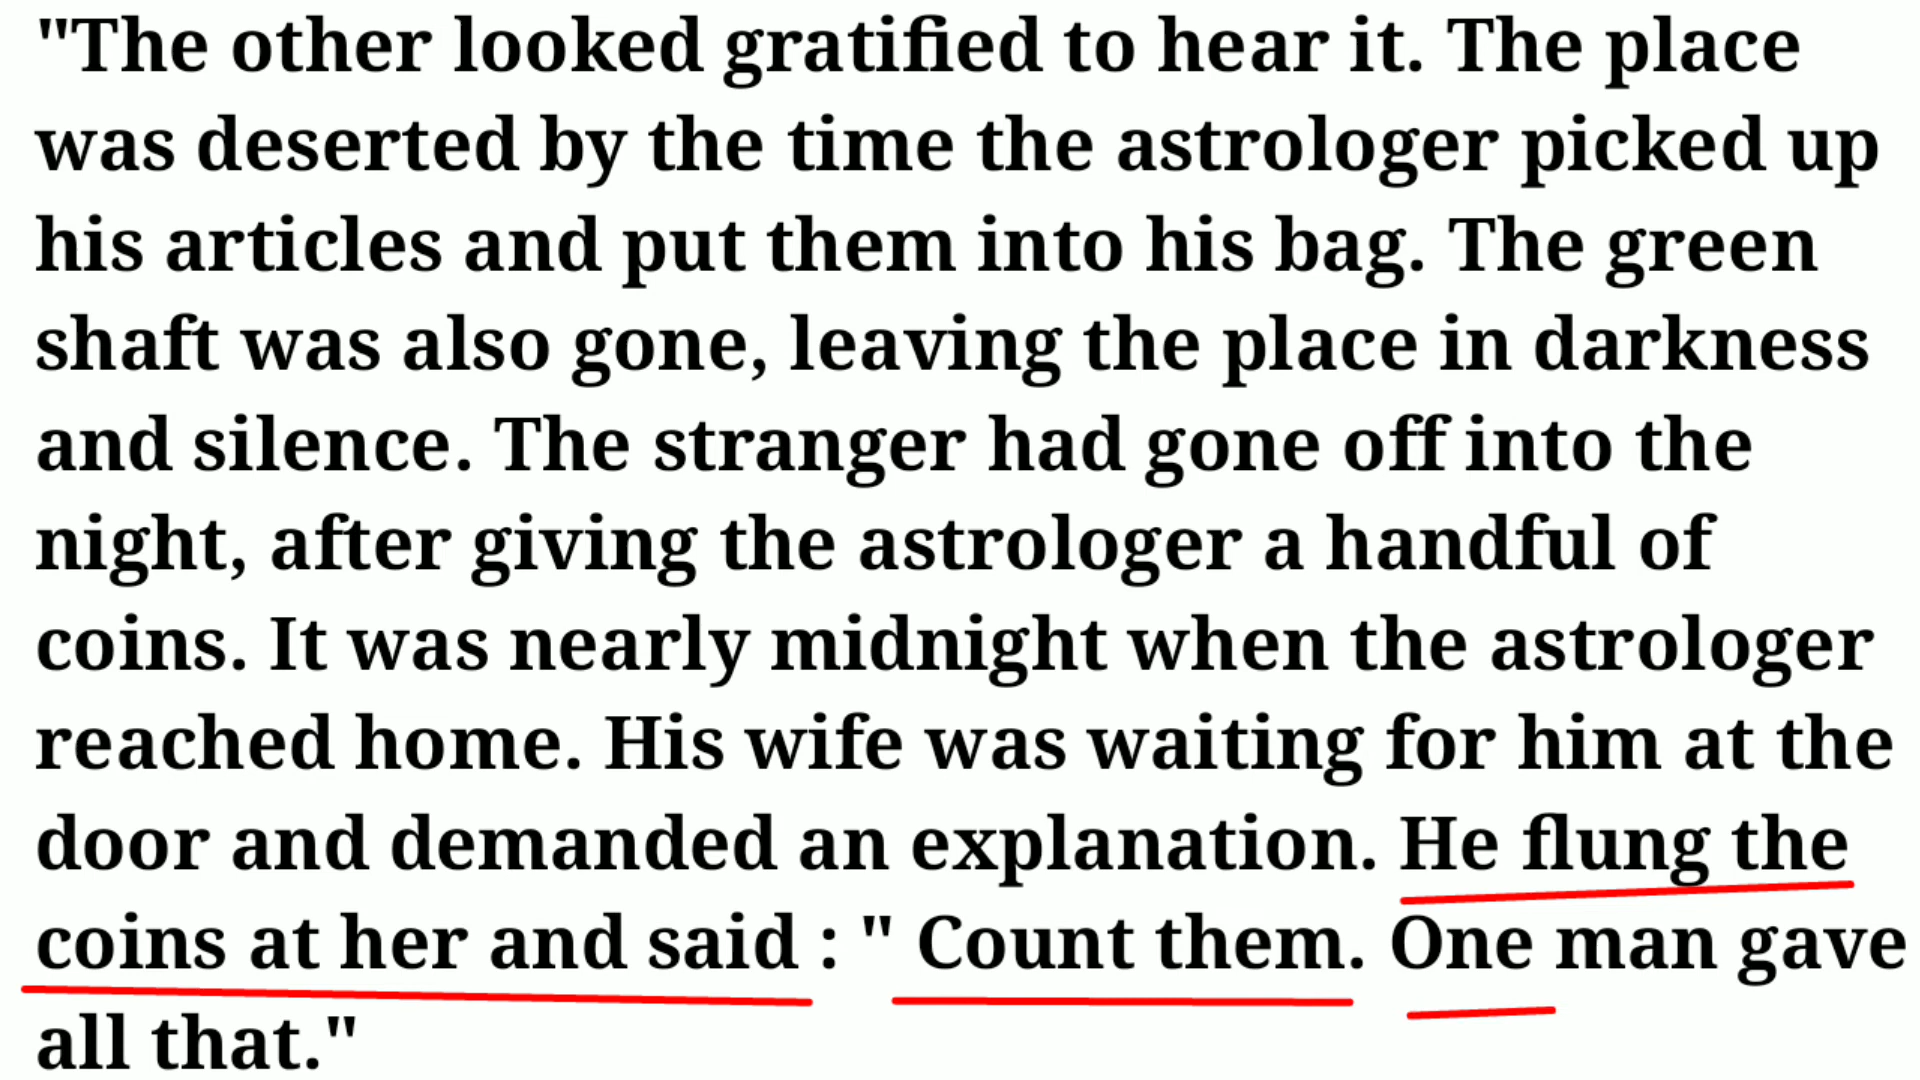 "The other looked gratified to hear it. The place
was deserted by the time the astrologer picked up
his articles and put them into his bag. The green
shaft was also gone, leaving the place in darkness
and silence. The stranger had gone off into the
night, after giving the astrologer a handful of
coins. It was nearly midnight when the astrologer
reached home. His wife was waiting for him at the
door and demanded an explanation. He flung the
coins at her and said : " Count them. One man gave
all that."